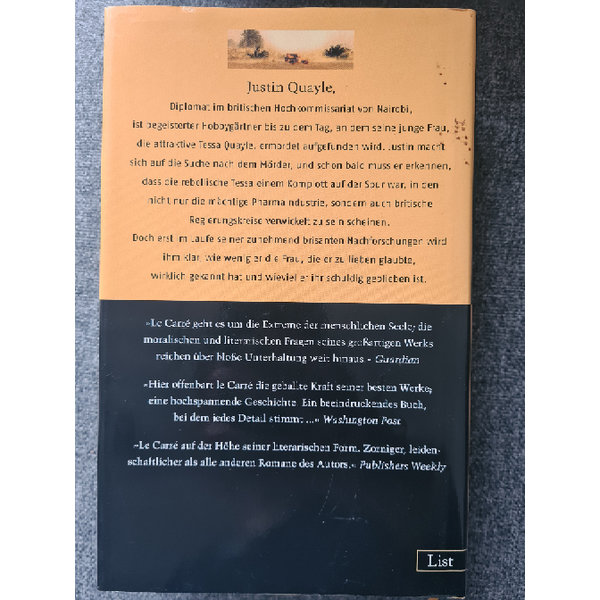 Justin Quayle,
Diplomat im britischen Hochkommissariat von Nairobi,
ist begeisterter Hobbygärtner bis zu dem Tag, an dem seine junge Frau,
die attraktive Tessa Quayle, ermordet aufgefunden wird. Justin macht
sich auf die Suche nach dem Mörder, und schon bald muss er erkennen,
dass die rebellische Tessa einem Komplott auf der Spur war, in den
nicht nur die mächtige Pharmaindustrie, sondern auch britische
Regierungskreise verwickelt zu sein scheinen.
Doch erst im Laufe seiner zunehmend brisanten Nachforschungen wird
ihm klar, wie wenig er die Frau, die er zu lieben glaubte,
wirklich gekannt hat und wieviel er ihr schuldig geblieben ist.
»Le Carré geht es um die Extreme der menschlichen Seele; die
moralischen und literarischen Fragen seines großartigen Werks
reichen über bloße Unterhaltung weit hinaus.« Guardian
»Hier offenbart le Carré die geballte Kraft seiner besten Werke;
eine hochspannende Geschichte. Ein beeindruckendes Buch,
bei dem jedes Detail stimmt ...« Washington Post
»Le Carré auf der Höhe seiner literarischen Form. Zorniger, leiden-
schaftlicher als alle anderen Romane des Autors.« Publishers Weekly
List